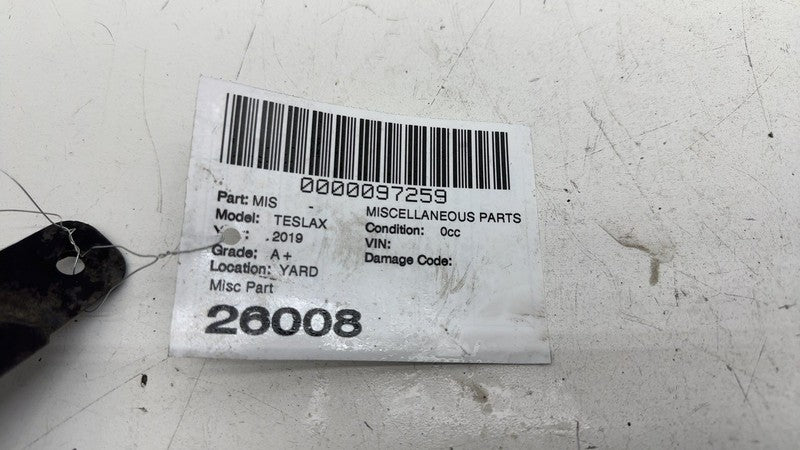 0000097259
Part: MIS - MISCELLANEOUS PARTS
Model: TESLAX Condition: 0cc
.2019 VIN:
Grade: A+ Damage Code:
Location: YARD
Misc Part
26008